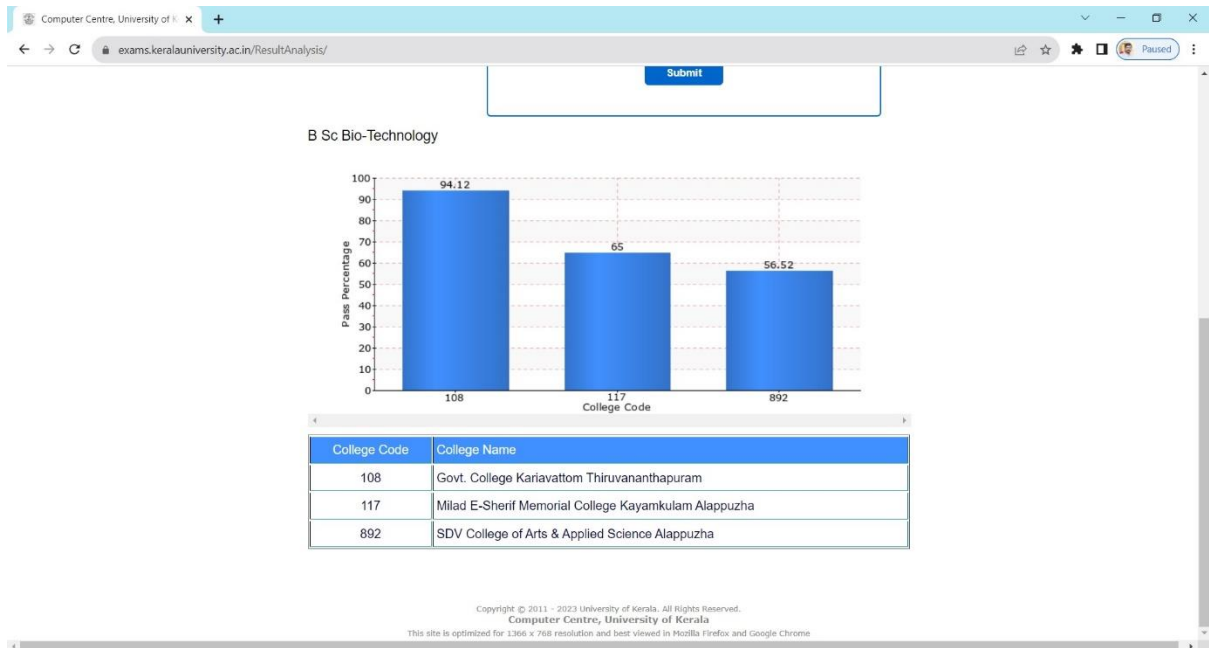 Computer Centre, University of K
exams.keralauniversity.ac.in/ResultAnalysis/
Paused
Submit
B Sc Bio-Technology
100
90
80
70
60
50
40
30
20
10
0
Pass Percentage
94.12
65
56.52
108 117 892
College Code
College Code College Name
108 Govt. College Kariavattom Thiruvananthapuram
117 Milad E-Sherif Memorial College Kayamkulam Alappuzha
892 SDV College of Arts & Applied Science Alappuzha
Copyright © 2011 - 2023 University of Kerala. All Rights Reserved.
Computer Centre, University of Kerala
This site is optimized for 1366 x 768 resolution and best viewed in Mozilla Firefox and Google Chrome